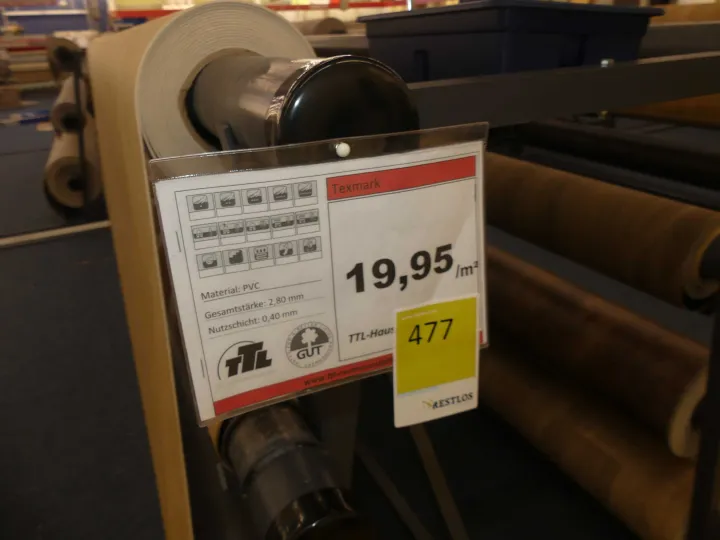 Texmark
19,95/m²
Material: PVC
Gesamtstärke: 2,80 mm
Nutzschicht: 0,40 mm
TTL
GUT
TTL-Haus
477
RESTLOS